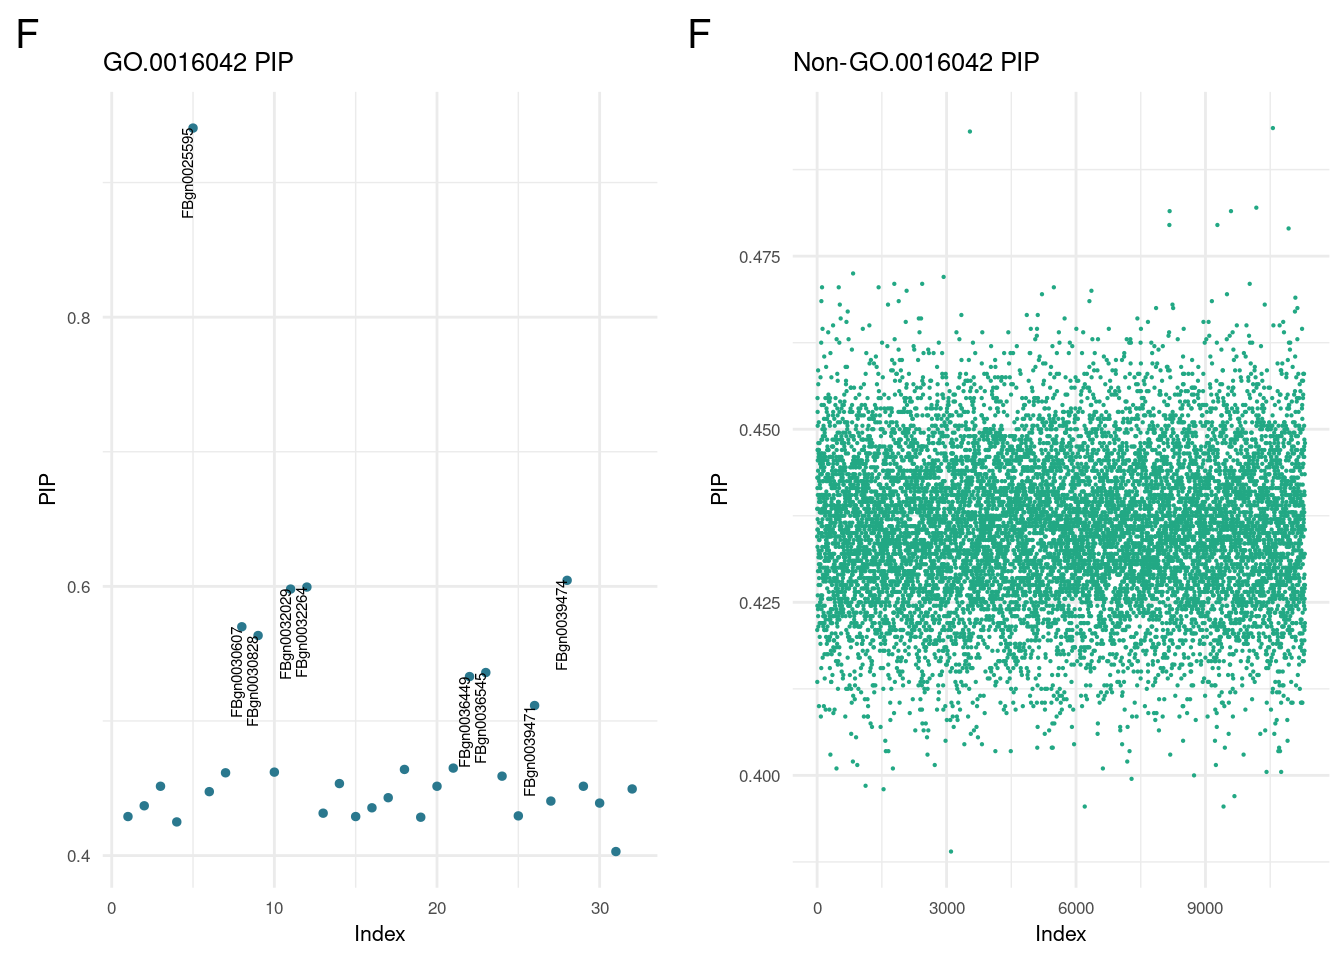 F
GO.0016042 PIP
PIP
0.8
0.6
0.4
FBgn0025595
FBgn0030607
FBgn0030828
FBgn0032029
FBgn0032264
FBgn0036449
FBgn0036545
FBgn0039471
FBgn0039474
0 10 20 30
Index
F
Non-GO.0016042 PIP
PIP
0.475
0.450
0.425
0.400
0 3000 6000 9000
Index